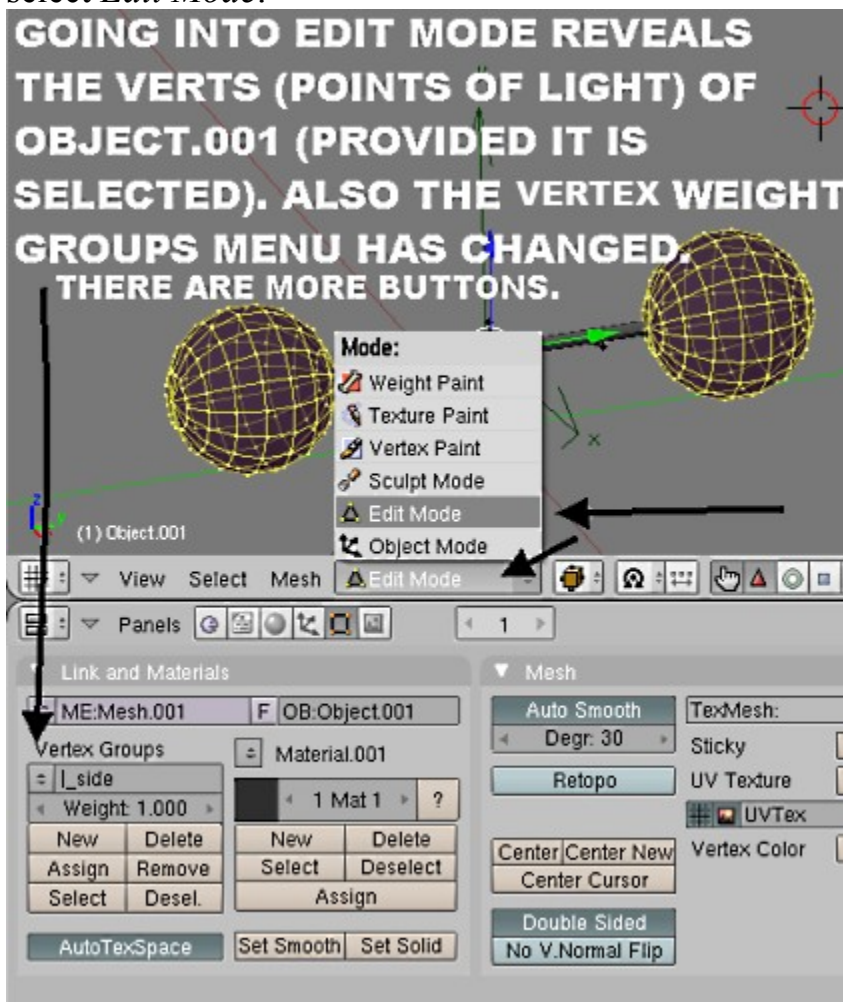 select Edit Mode.
GOING INTO EDIT MODE REVEALS
THE VERTS (POINTS OF LIGHT) OF
OBJECT.001 (PROVIDED IT IS
SELECTED). ALSO THE VERTEX WEIGHT
GROUPS MENU HAS CHANGED.
THERE ARE MORE BUTTONS.
Mode:
Weight Paint
Texture Paint
Vertex Paint
Sculpt Mode
Edit Mode
Object Mode
x
z
y
(1) Object.001
View Select Mesh Edit Mode
Panels 1
Link and Materials
Mesh
ME:Mesh.001 F OB:Object.001
Auto Smooth
TexMesh:
Vertex Groups
Material.001
Degr: 30
Sticky
l_side
Weight: 1.000
1 Mat 1 ?
Retopo
UV Texture
UVTex
New Delete New Delete
Assign Remove Select Deselect
Select Desel. Assign
Center Center New
Vertex Color
Center Cursor
Double Sided
AutoTexSpace Set Smooth Set Solid
No V.Normal Flip